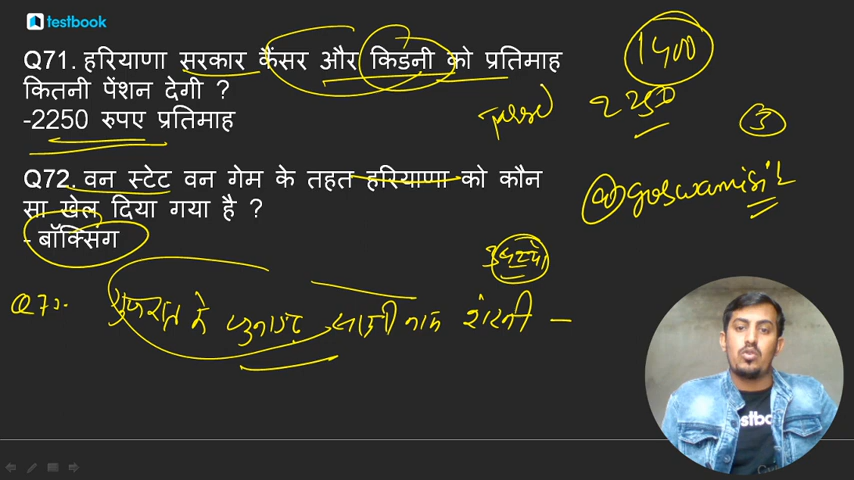 testbook
Q71. हरियाणा सरकार कैंसर और किडनी को प्रतिमाह
कितनी पेंशन देगी ?
-2250 रुपए प्रतिमाह
1400
2250
3
Q72. वन स्टेट वन गेम के तहत हरियाणा को कौन
सा खेल दिया गया है ?
- बॉक्सिंग
@goswamisir
Q73.
गुजरात के